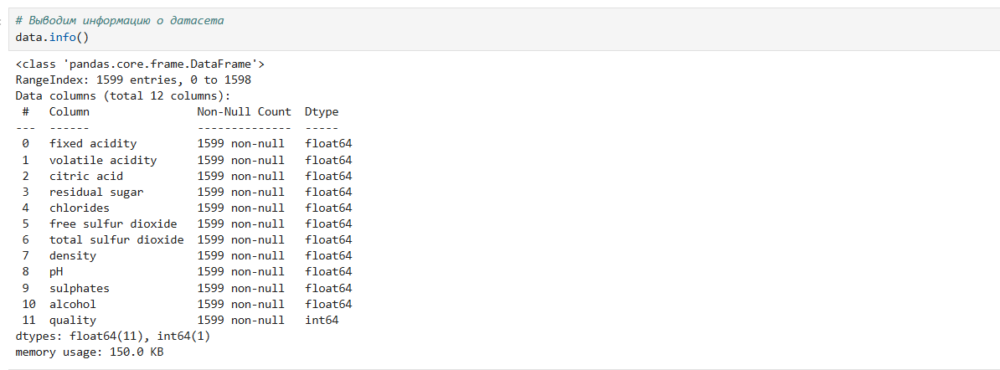 # Выводим информацию о датасета
data.info()
<class 'pandas.core.frame.DataFrame'>
RangeIndex: 1599 entries, 0 to 1598
Data columns (total 12 columns):
 #   Column                Non-Null Count  Dtype
---  ------                --------------  -----
 0   fixed acidity         1599 non-null   float64
 1   volatile acidity      1599 non-null   float64
 2   citric acid           1599 non-null   float64
 3   residual sugar        1599 non-null   float64
 4   chlorides             1599 non-null   float64
 5   free sulfur dioxide   1599 non-null   float64
 6   total sulfur dioxide  1599 non-null   float64
 7   density               1599 non-null   float64
 8   pH                    1599 non-null   float64
 9   sulphates             1599 non-null   float64
 10  alcohol               1599 non-null   float64
 11  quality               1599 non-null   int64
dtypes: float64(11), int64(1)
memory usage: 150.0 KB